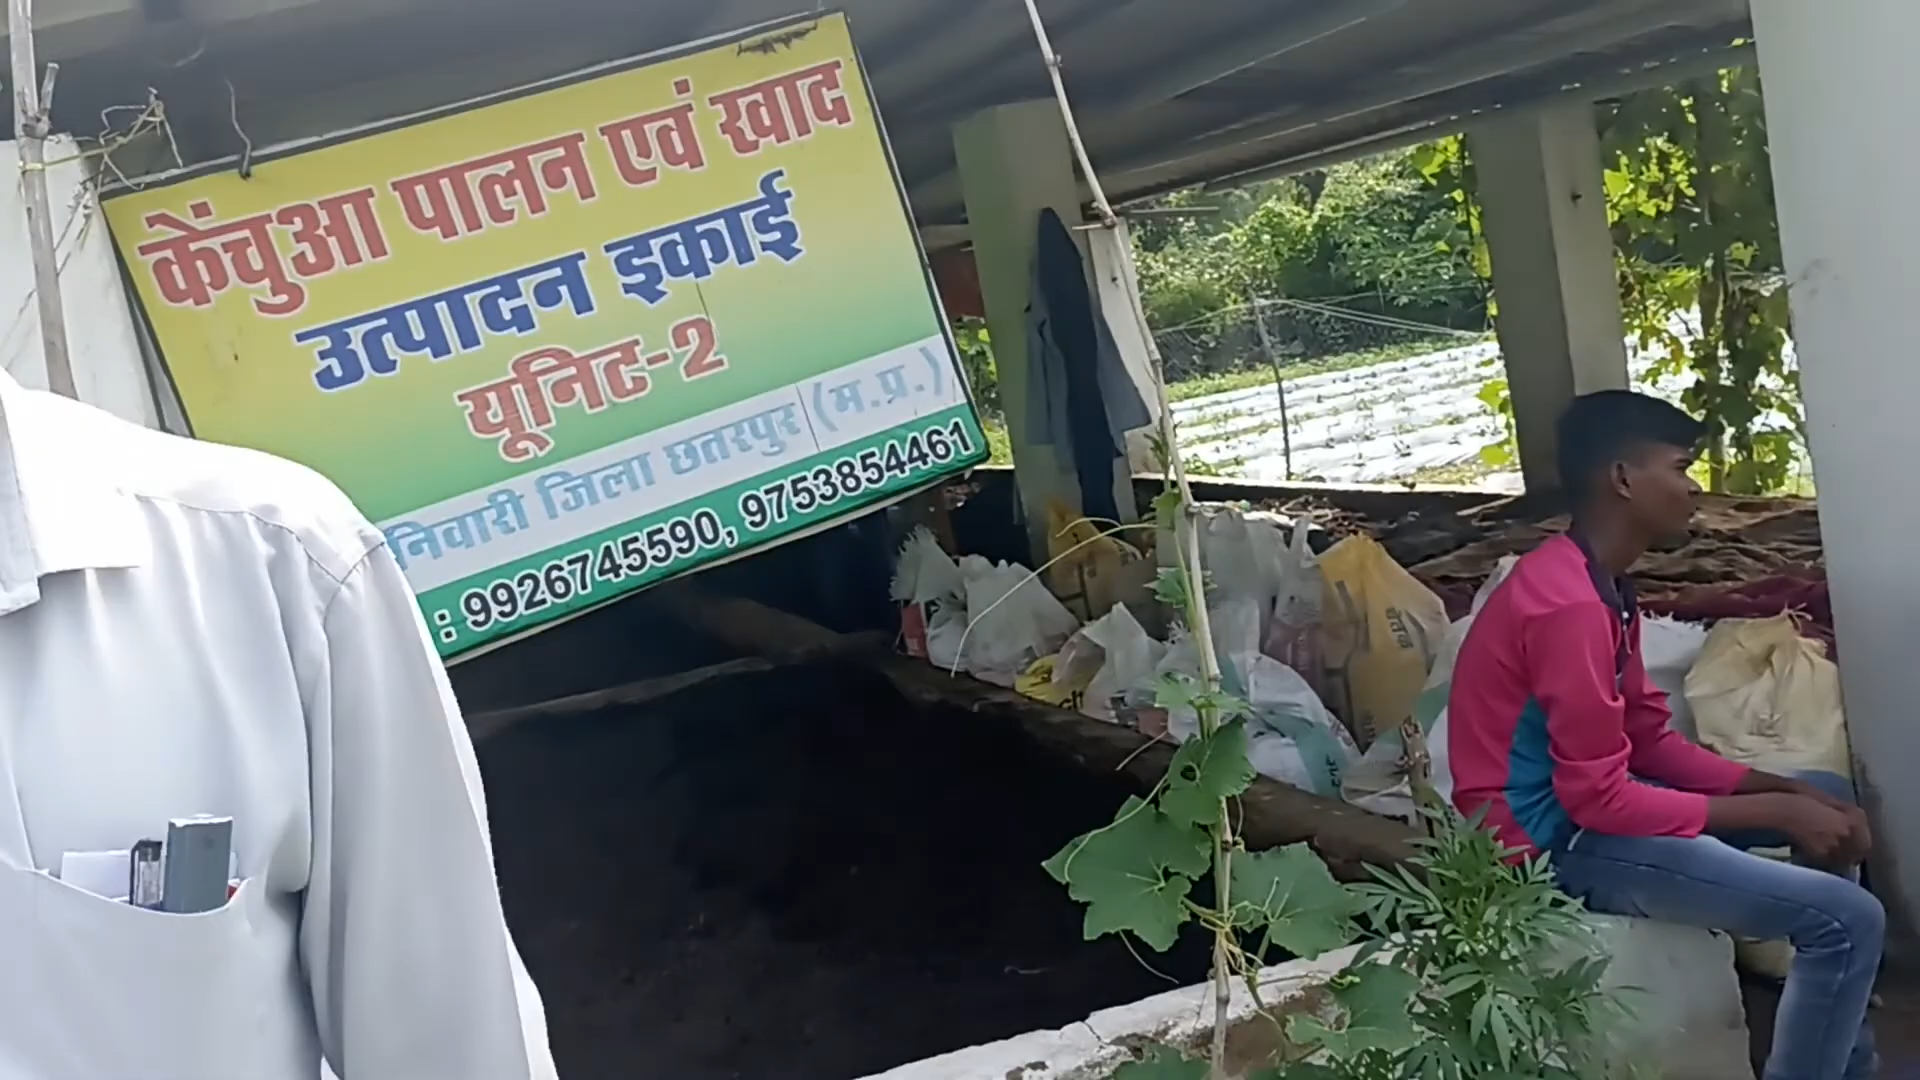 केंचुआ पालन एवं खाद
उत्पादन इकाई
यूनिट-2
निवारी जिला छतरपुर (म.प्र.)
: 9926745590, 9753854461